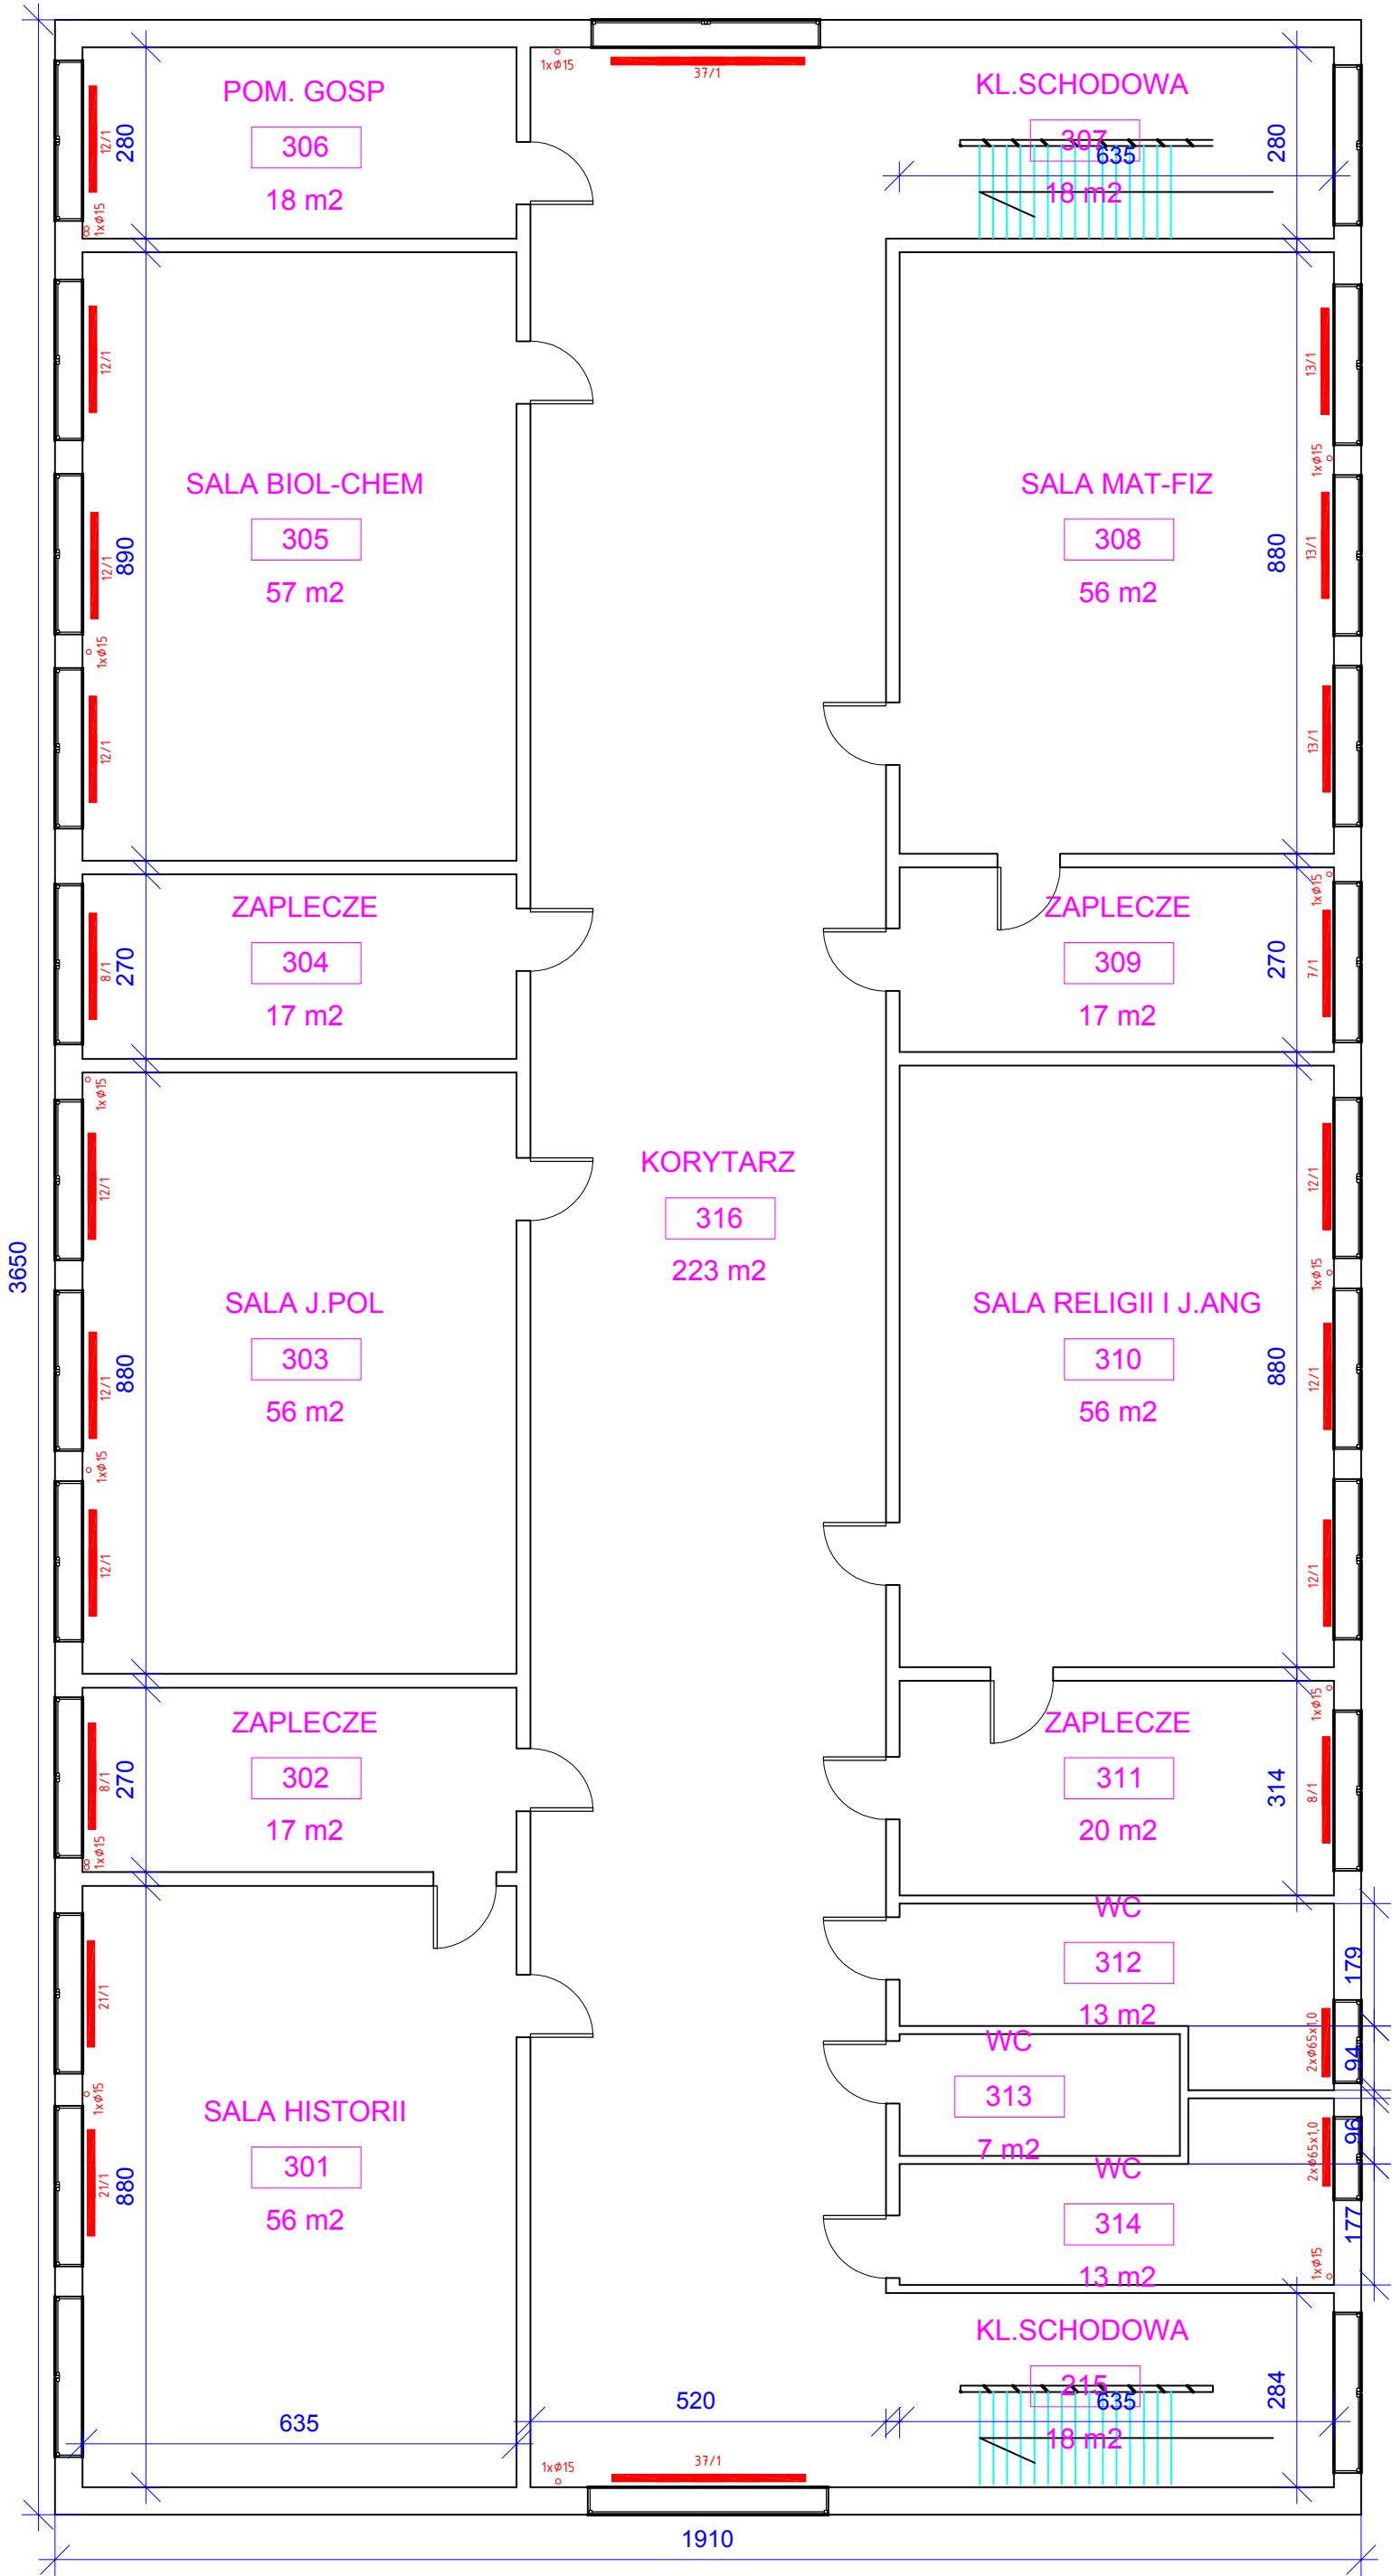 1xφ15
37/1
POM. GOSP
306
18 m2
12/1
280
1xφ15
KL.SCHODOWA
307
635
18 m2
280
12/1
SALA BIOL-CHEM
305
57 m2
12/1
890
1xφ15
12/1
13/1
1xφ15
SALA MAT-FIZ
308
56 m2
880
13/1
13/1
ZAPLECZE
304
17 m2
8/1
270
ZAPLECZE
309
17 m2
270
7/1
1xφ15
1xφ15
12/1
SALA J.POL
303
56 m2
12/1
880
1xφ15
12/1
3650
KORYTARZ
316
223 m2
12/1
1xφ15
SALA RELIGII I J.ANG
310
56 m2
880
12/1
12/1
ZAPLECZE
302
17 m2
8/1
270
1xφ15
ZAPLECZE
311
20 m2
314
8/1
1xφ15
21/1
1xφ15
SALA HISTORII
301
56 m2
21/1
880
WC
312
13 m2
179
2xφ65x1,0
94
WC
313
7 m2
96
2xφ65x1,0
WC
314
13 m2
177
1xφ15
KL.SCHODOWA
215
635
18 m2
284
635
520
1xφ15
37/1
1910